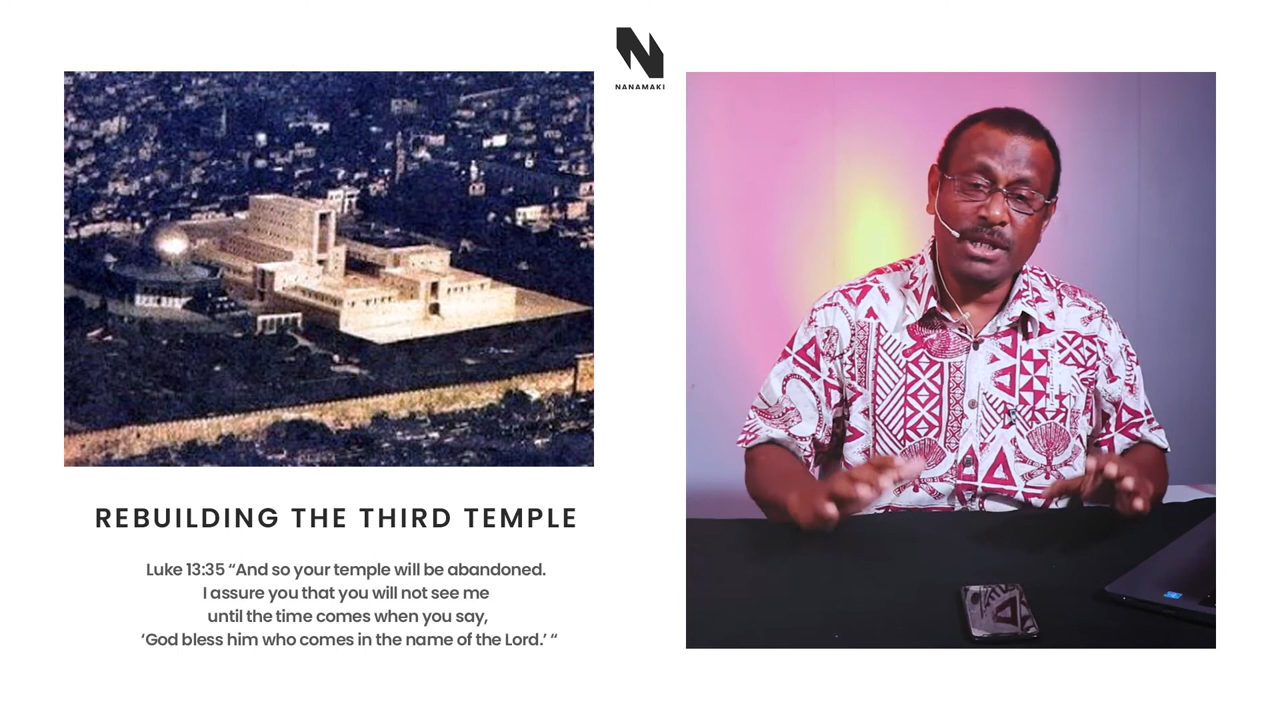 NANAMAKI
REBUILDING THE THIRD TEMPLE
Luke 13:35 “And so your temple will be abandoned.
I assure you that you will not see me
until the time comes when you say,
‘God bless him who comes in the name of the Lord.’ “